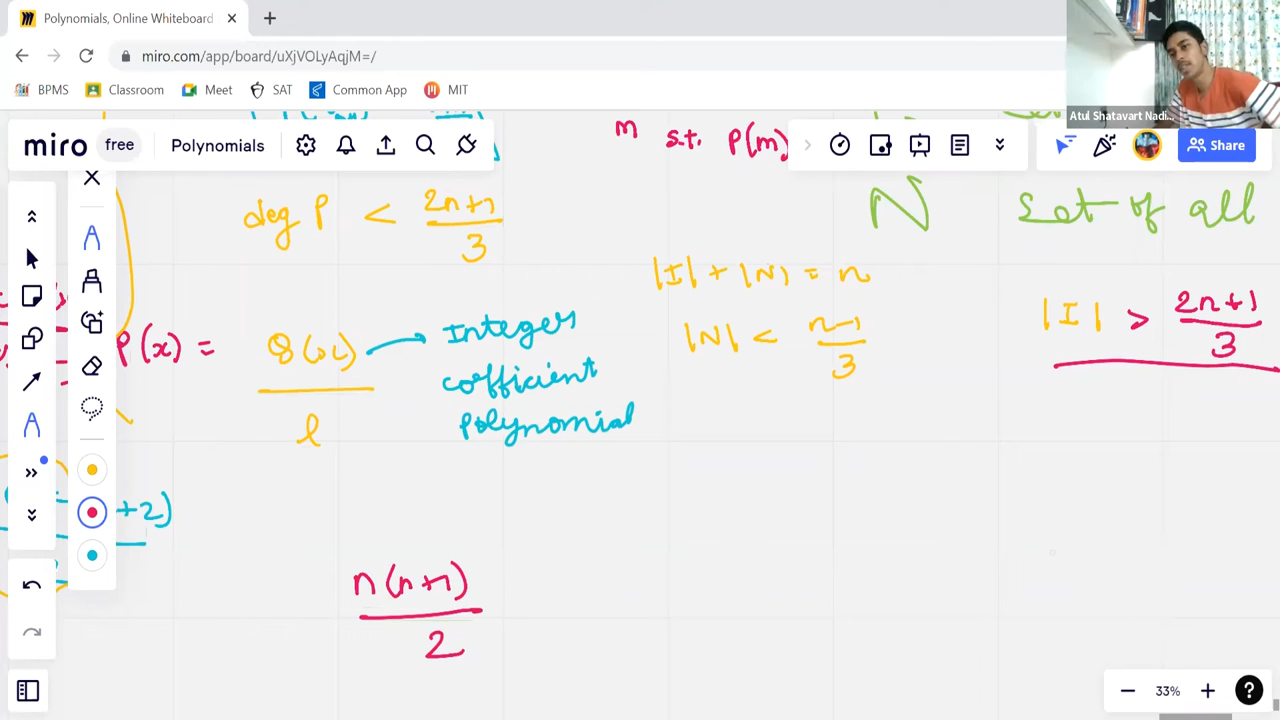 Polynomials, Online Whiteboard
miro.com/app/board/uXjVOLyAqjM=/
BPMS Classroom Meet SAT Common App MIT
Atul Shatavart Nadi...
miro free Polynomials
Share
m s.t. P(m)
N set of all
deg P < 2n+1
3
|I| + |N| = n
|N| < n-1
3
|I| > 2n+1
3
P(x) = Q(x)
l
Integer
cofficient
polynomial
+2)
n(n+1)
2
33%